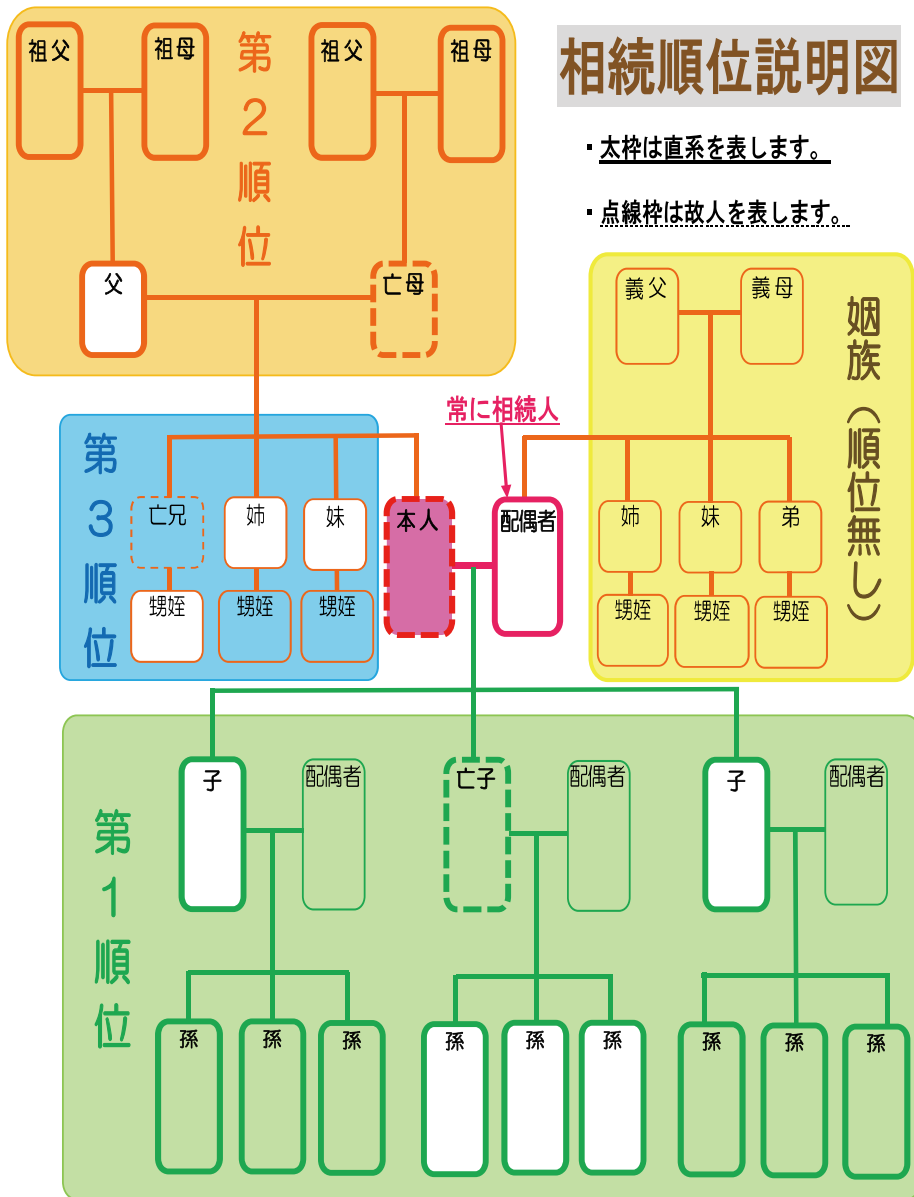 相続順位説明図
・太枠は直系を表します。
・点線枠は故人を表します。
第2順位
祖父
祖母
祖父
祖母
父
亡母
姻族（順位無し）
義父
義母
常に相続人
第3順位
亡兄
姉
妹
本人
配偶者
姉
妹
弟
甥姪
甥姪
甥姪
甥姪
甥姪
甥姪
第1順位
子
配偶者
亡子
配偶者
子
配偶者
孫
孫
孫
孫
孫
孫
孫
孫
孫